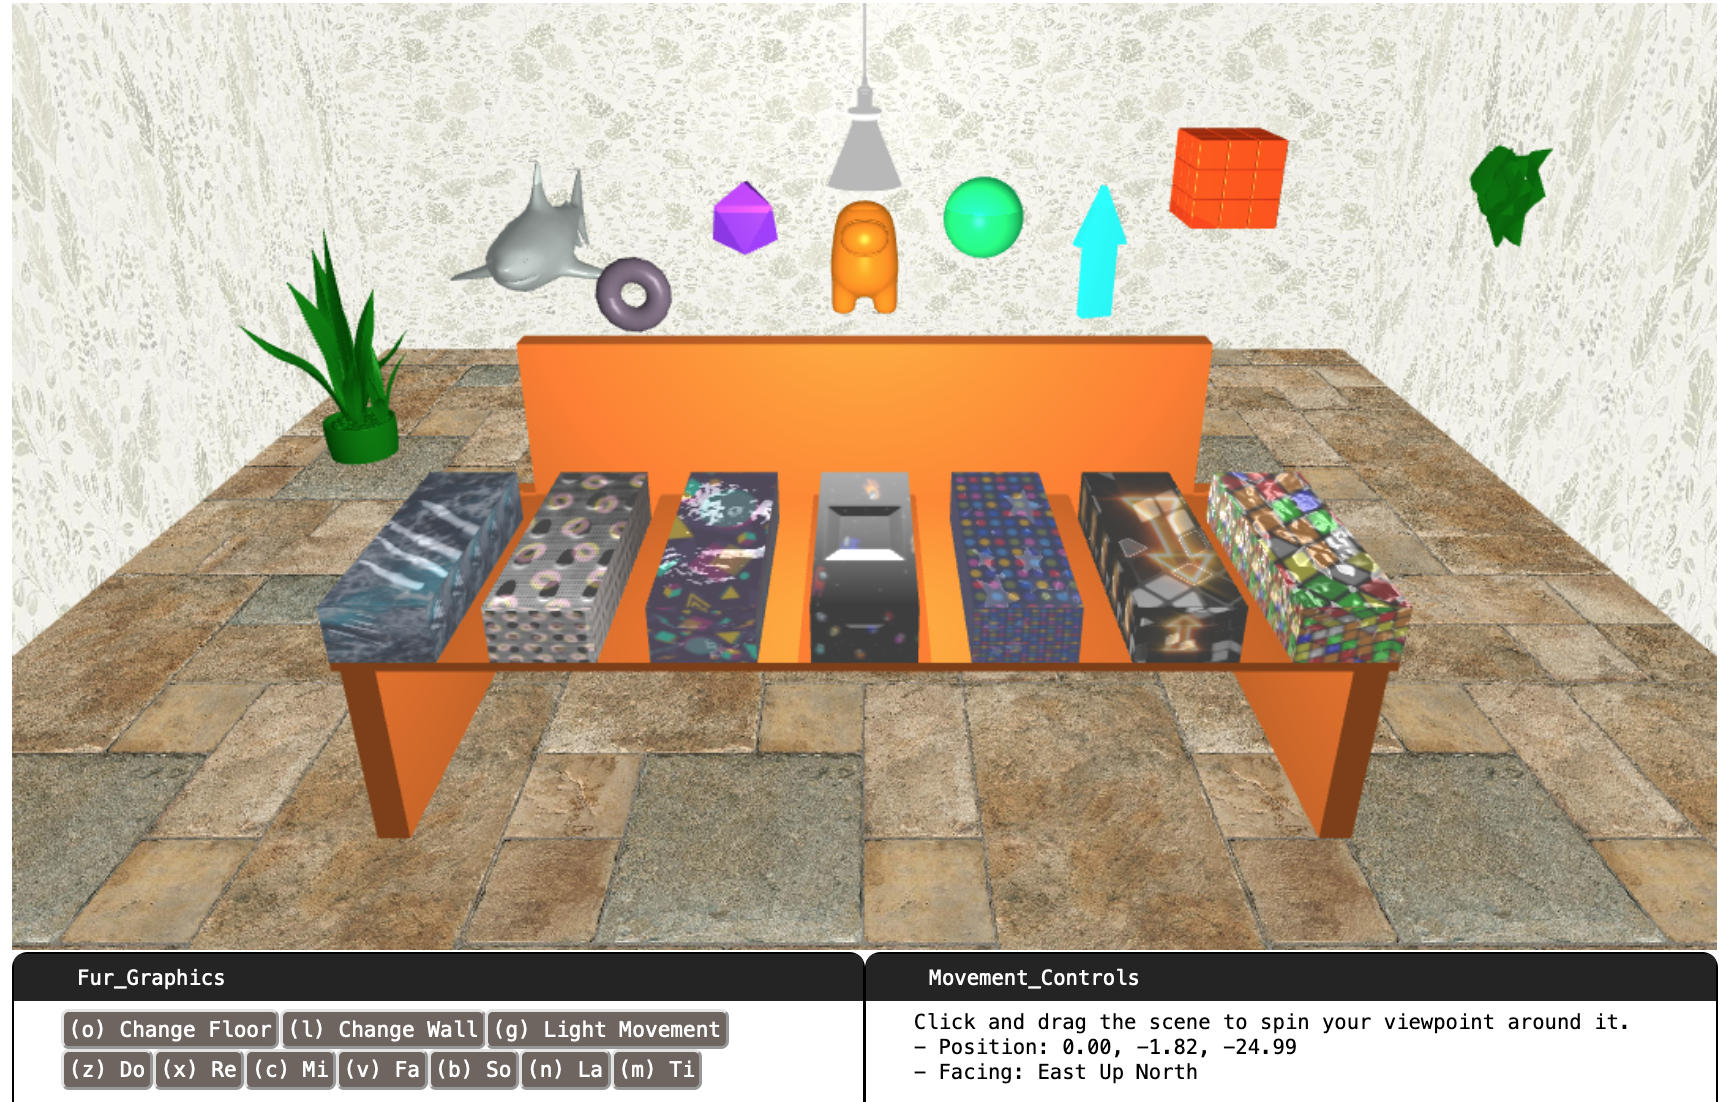 Fur_Graphics
(o) Change Floor (l) Change Wall (g) Light Movement
(z) Do (x) Re (c) Mi (v) Fa (b) So (n) La (m) Ti
Movement_Controls
Click and drag the scene to spin your viewpoint around it.
– Position: 0.00, −1.82, −24.99
– Facing: East Up North